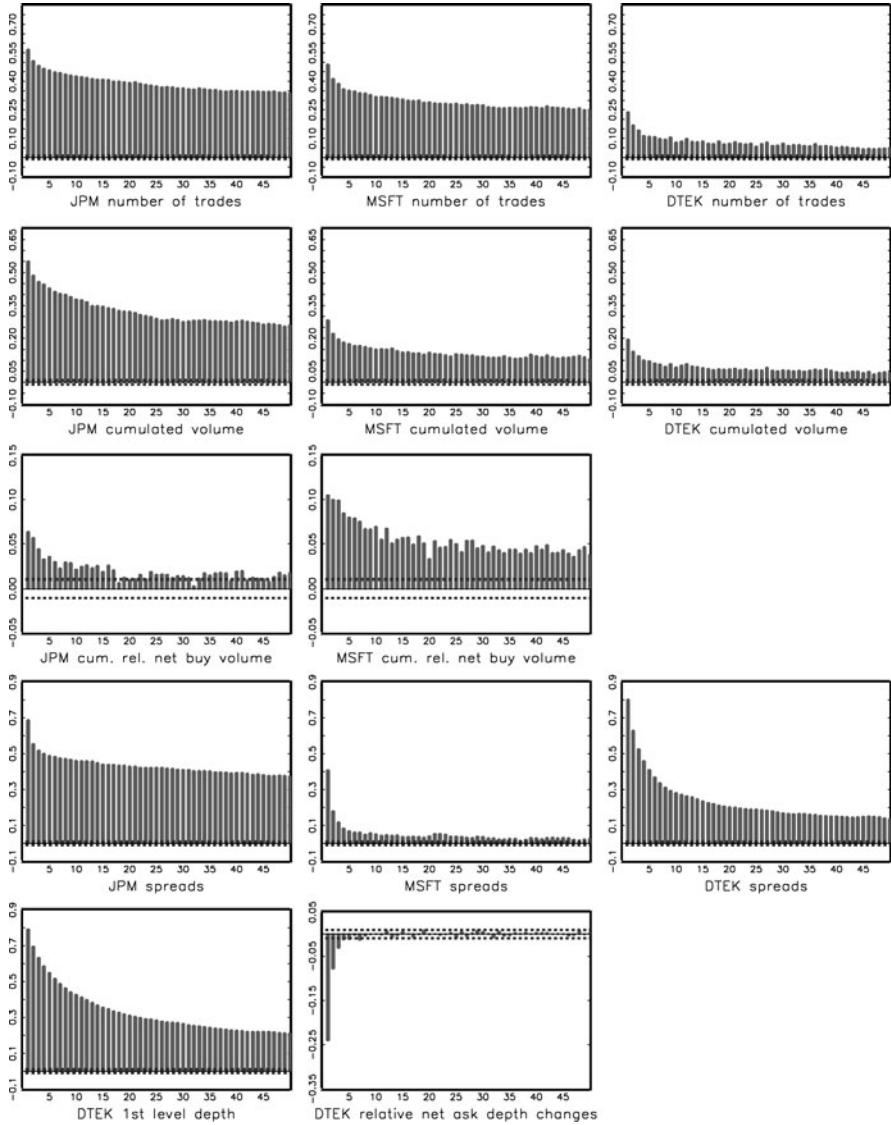 0.70
0.55
0.40
0.25
0.10
−0.10
5 10 15 20 25 30 35 40 45
JPM number of trades
0.70
0.55
0.40
0.25
0.10
−0.10
5 10 15 20 25 30 35 40 45
MSFT number of trades
0.70
0.55
0.40
0.25
0.10
−0.10
5 10 15 20 25 30 35 40 45
DTEK number of trades
0.65
0.50
0.35
0.20
0.05
−0.10
5 10 15 20 25 30 35 40 45
JPM cumulated volume
0.65
0.50
0.35
0.20
0.05
−0.10
5 10 15 20 25 30 35 40 45
MSFT cumulated volume
0.65
0.50
0.35
0.20
0.05
−0.10
5 10 15 20 25 30 35 40 45
DTEK cumulated volume
0.15
0.10
0.05
0.00
−0.05
5 10 15 20 25 30 35 40 45
JPM cum. rel. net buy volume
0.15
0.10
0.05
0.00
−0.05
5 10 15 20 25 30 35 40 45
MSFT cum. rel. net buy volume
0.9
0.7
0.5
0.3
0.1
−0.1
5 10 15 20 25 30 35 40 45
JPM spreads
0.9
0.7
0.5
0.3
0.1
−0.1
5 10 15 20 25 30 35 40 45
MSFT spreads
0.9
0.7
0.5
0.3
0.1
−0.1
5 10 15 20 25 30 35 40 45
DTEK spreads
0.9
0.7
0.5
0.3
0.1
−0.1
5 10 15 20 25 30 35 40 45
DTEK 1st level depth
0.05
−0.05
−0.15
−0.25
−0.35
5 10 15 20 25 30 35 40 45
DTEK relative net ask depth changes